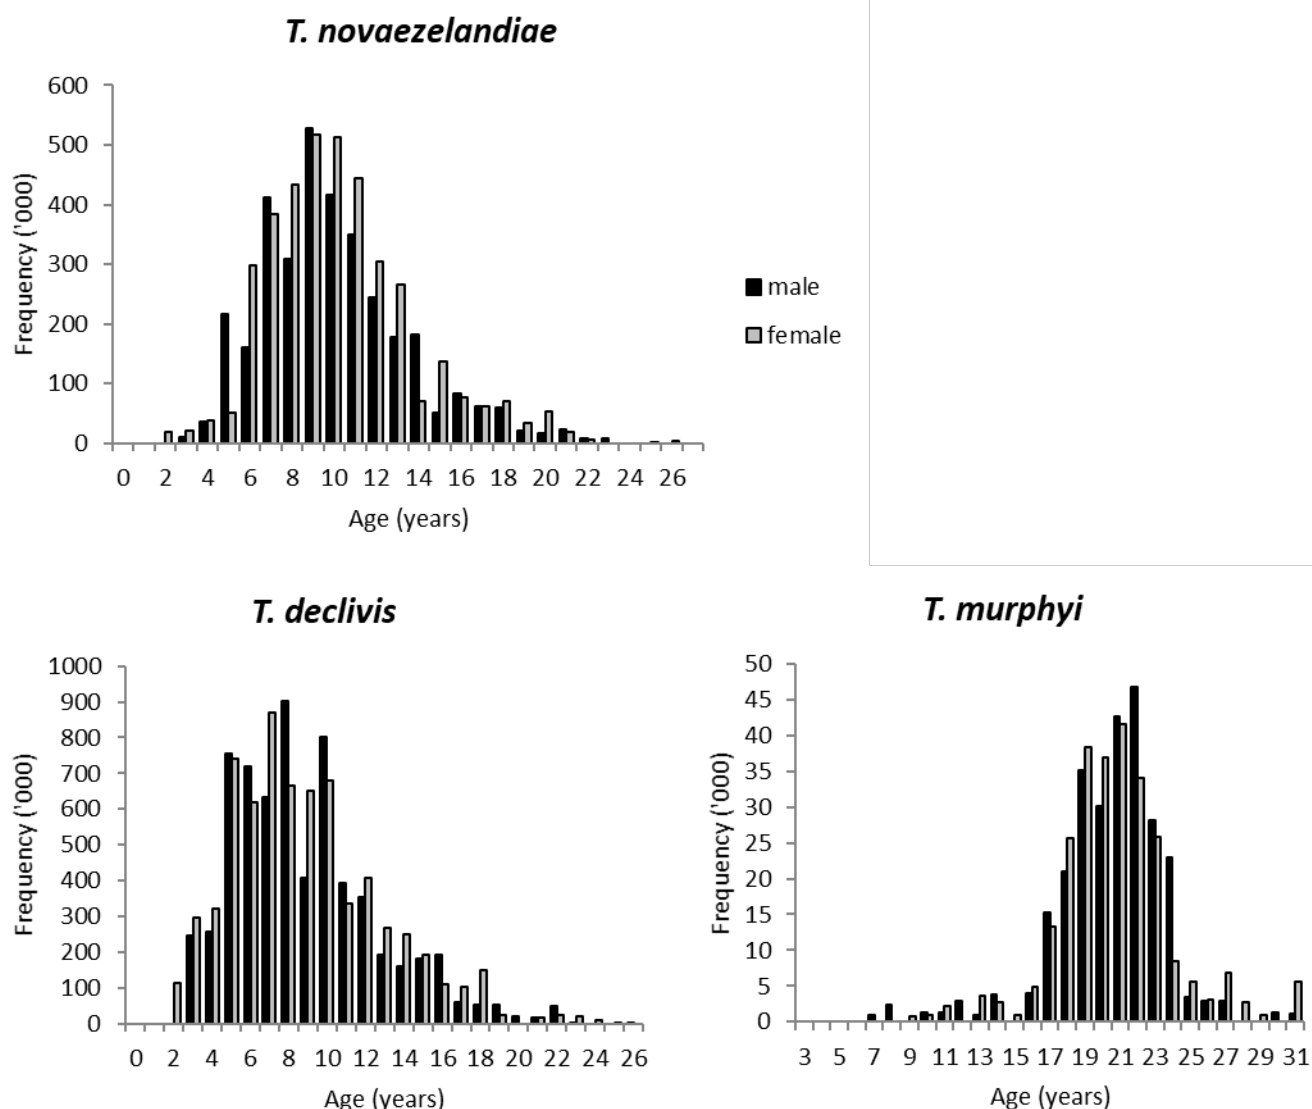 T. novaezelandiae
600
500
400
300
200
100
0
Frequency ('000)
0 2 4 6 8 10 12 14 16 18 20 22 24 26
Age (years)
male
female
T. declivis
1000
900
800
700
600
500
400
300
200
100
0
Frequency ('000)
0 2 4 6 8 10 12 14 16 18 20 22 24 26
Age (years)
T. murphyi
50
45
40
35
30
25
20
15
10
5
0
Frequency ('000)
3 5 7 9 11 13 15 17 19 21 23 25 27 29 31
Age (years)